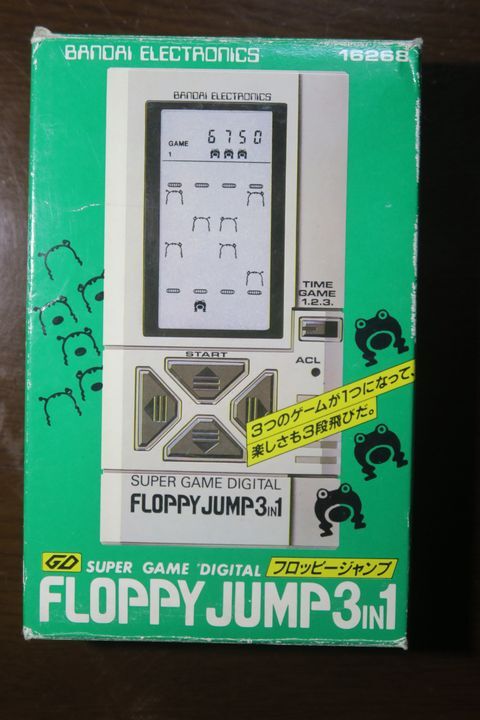 BANDAI ELECTRONICS
16268
BANDAI ELECTRONICS
GAME
1
6750
TIME
GAME
1.2.3.
START
ACL
3つのゲームが1つになって、
楽しさも3段飛びだ。
SUPER GAME DIGITAL
FLOPPY JUMP 3 IN 1
GD SUPER GAME DIGITAL フロッピージャンプ
FLOPPY JUMP 3 IN 1